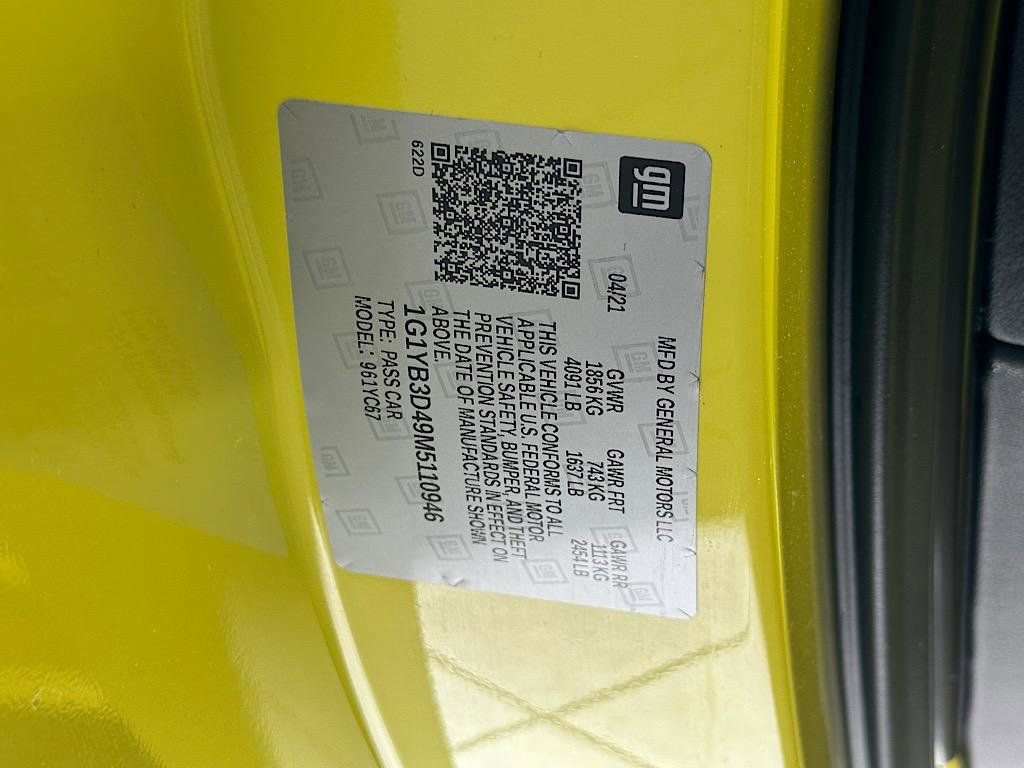 gm
MFD BY GENERAL MOTORS LLC
04/21 GVWR GAWR FRT GAWR RR
1856 KG 743 KG 1113 KG
4091 LB 1637 LB 2454 LB
THIS VEHICLE CONFORMS TO ALL
APPLICABLE U.S. FEDERAL MOTOR
VEHICLE SAFETY, BUMPER, AND THEFT
PREVENTION STANDARDS IN EFFECT ON
THE DATE OF MANUFACTURE SHOWN
ABOVE.
622D
1G1YB3D49M5110946
TYPE: PASS CAR
MODEL: 961YC67